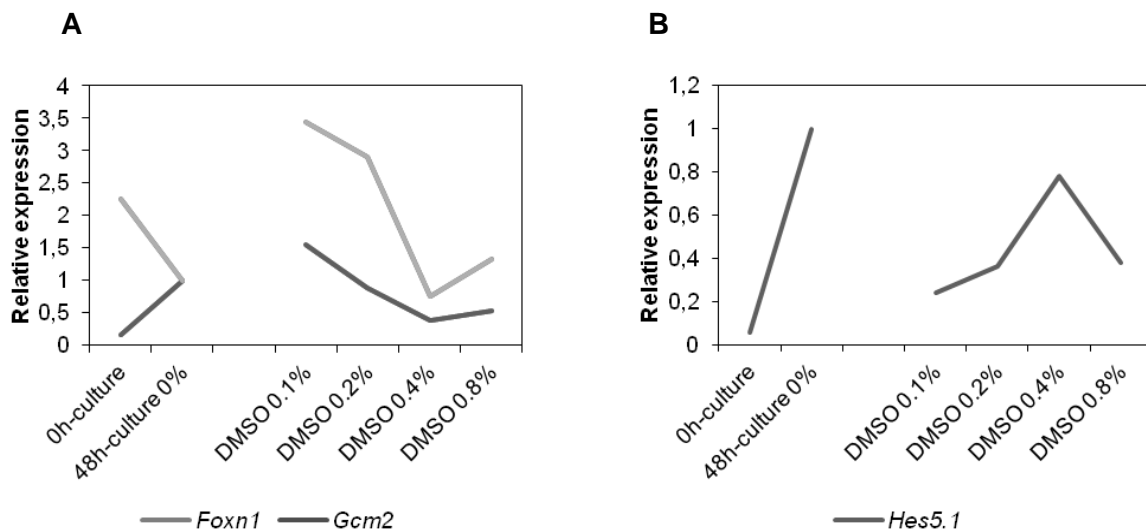 A
Relative expression
4
3,5
3
2,5
2
1,5
1
0,5
0
0h-culture
48h-culture 0%
DMSO 0.1%
DMSO 0.2%
DMSO 0.4%
DMSO 0.8%
Foxn1
Gcm2
B
Relative expression
1,2
1
0,8
0,6
0,4
0,2
0
0h-culture
48h-culture 0%
DMSO 0.1%
DMSO 0.2%
DMSO 0.4%
DMSO 0.8%
Hes5.1